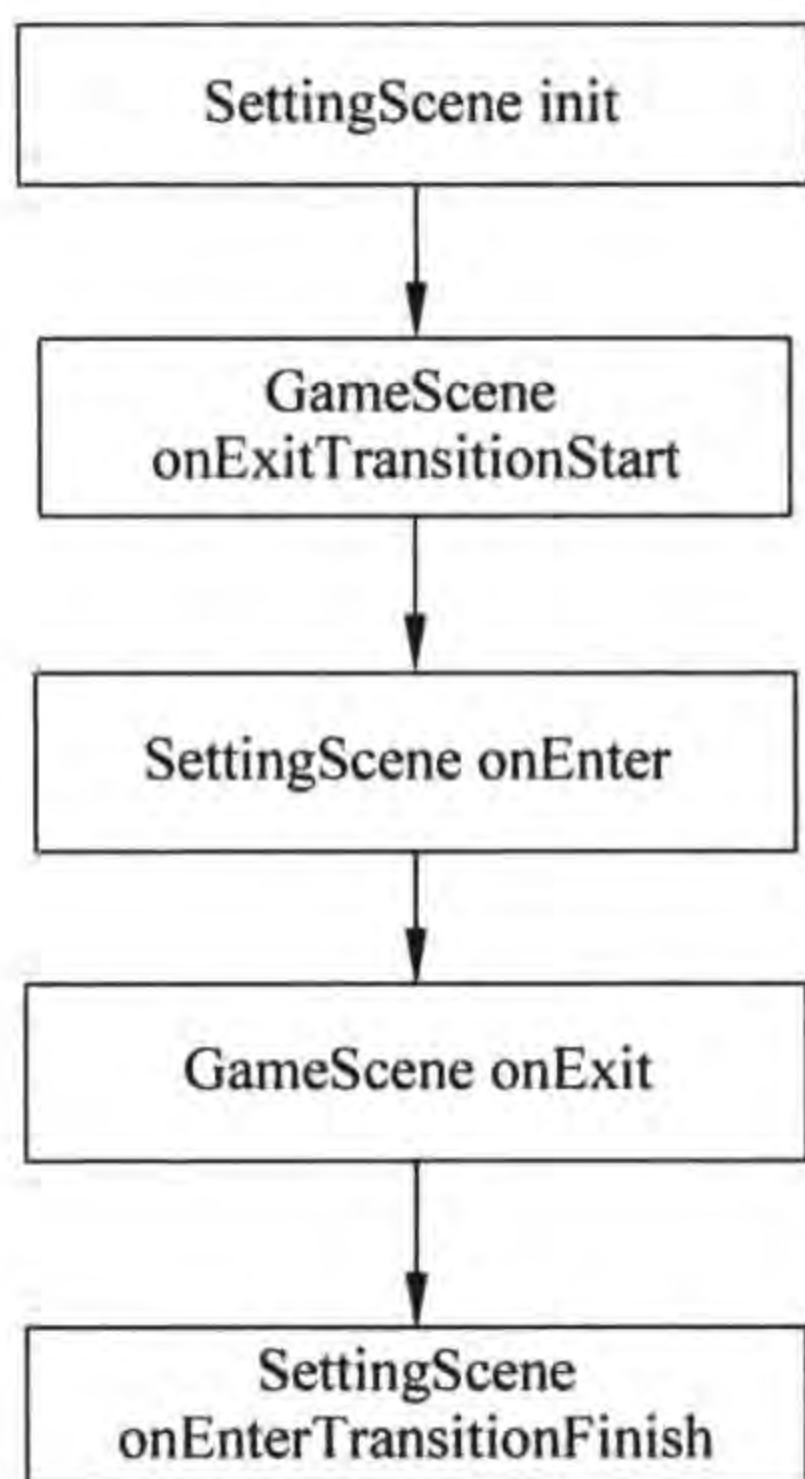 SettingScene init
GameScene
onExitTransitionStart
SettingScene onEnter
GameScene onExit
SettingScene
onEnterTransitionFinish